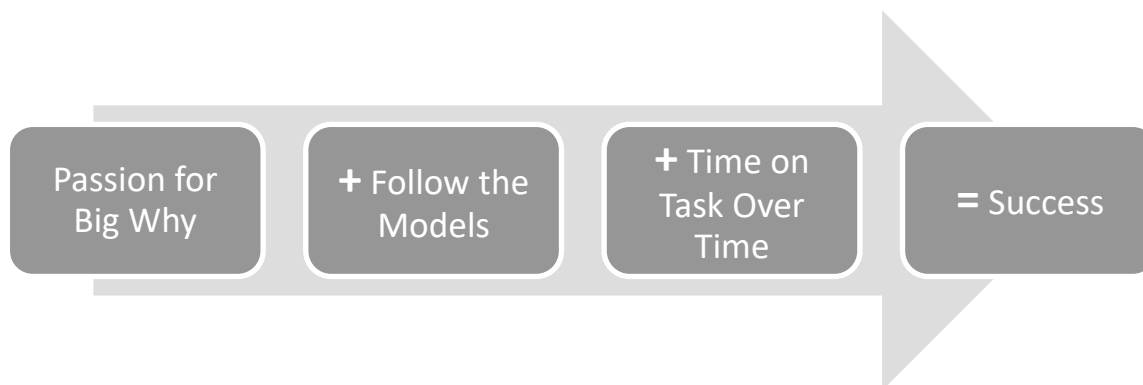 Passion for
Big Why
+ Follow the
Models
+ Time on
Task Over
Time
= Success